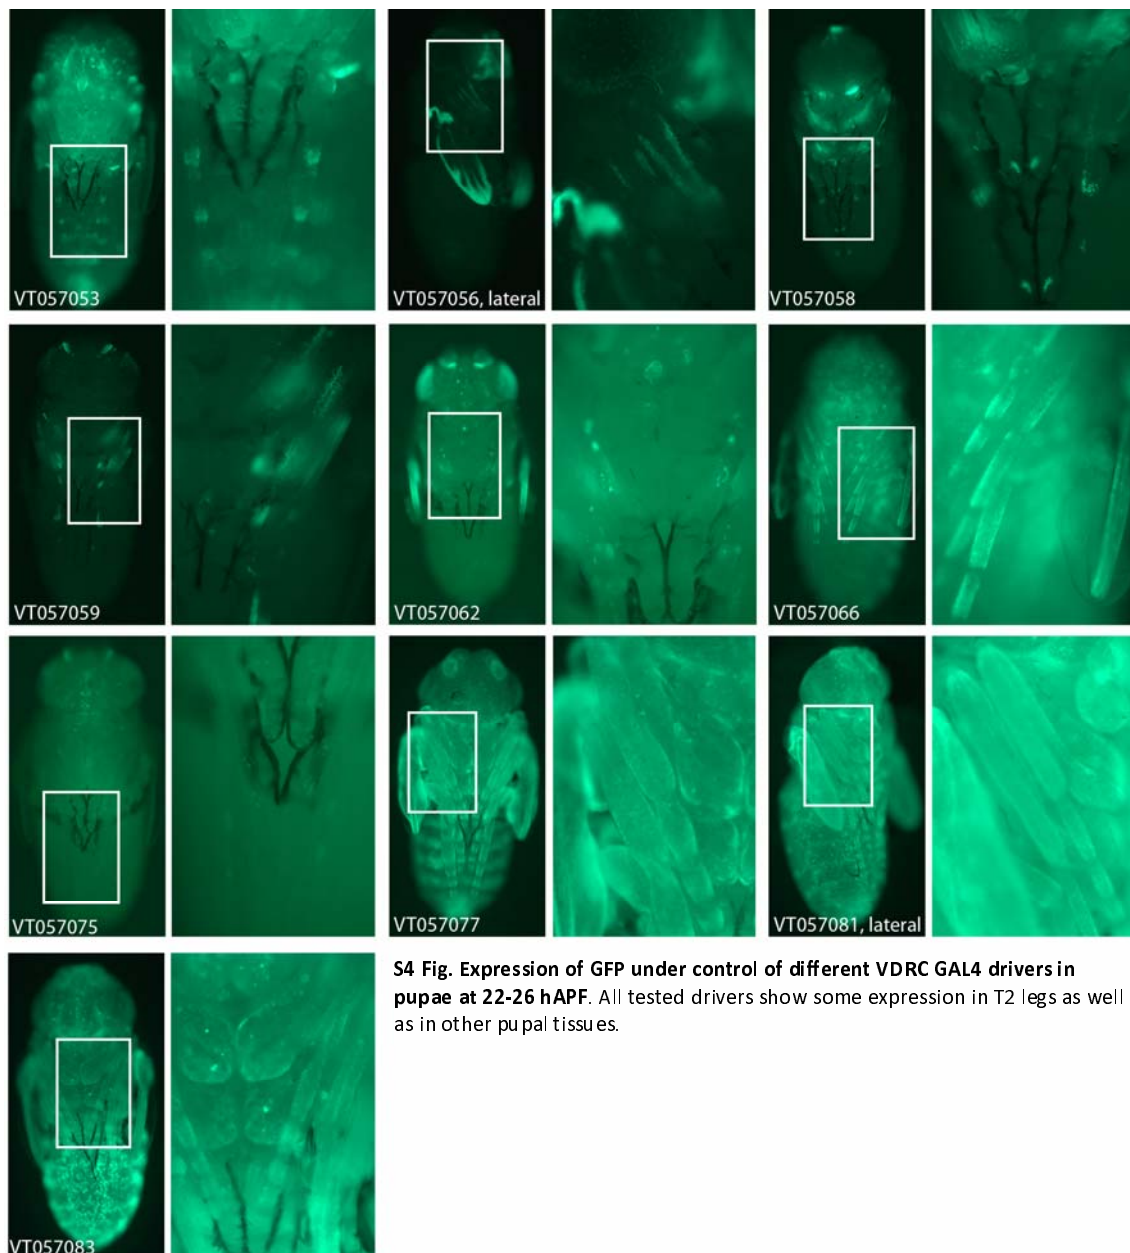 VT057053
VT057056, lateral
VT057058
VT057059
VT057062
VT057066
VT057075
VT057077
VT057081, lateral
S4 Fig. Expression of GFP under control of different VDRC GAL4 drivers in
pupae at 22-26 hAPF. All tested drivers show some expression in T2 legs as well
as in other pupal tissues.
VT057083